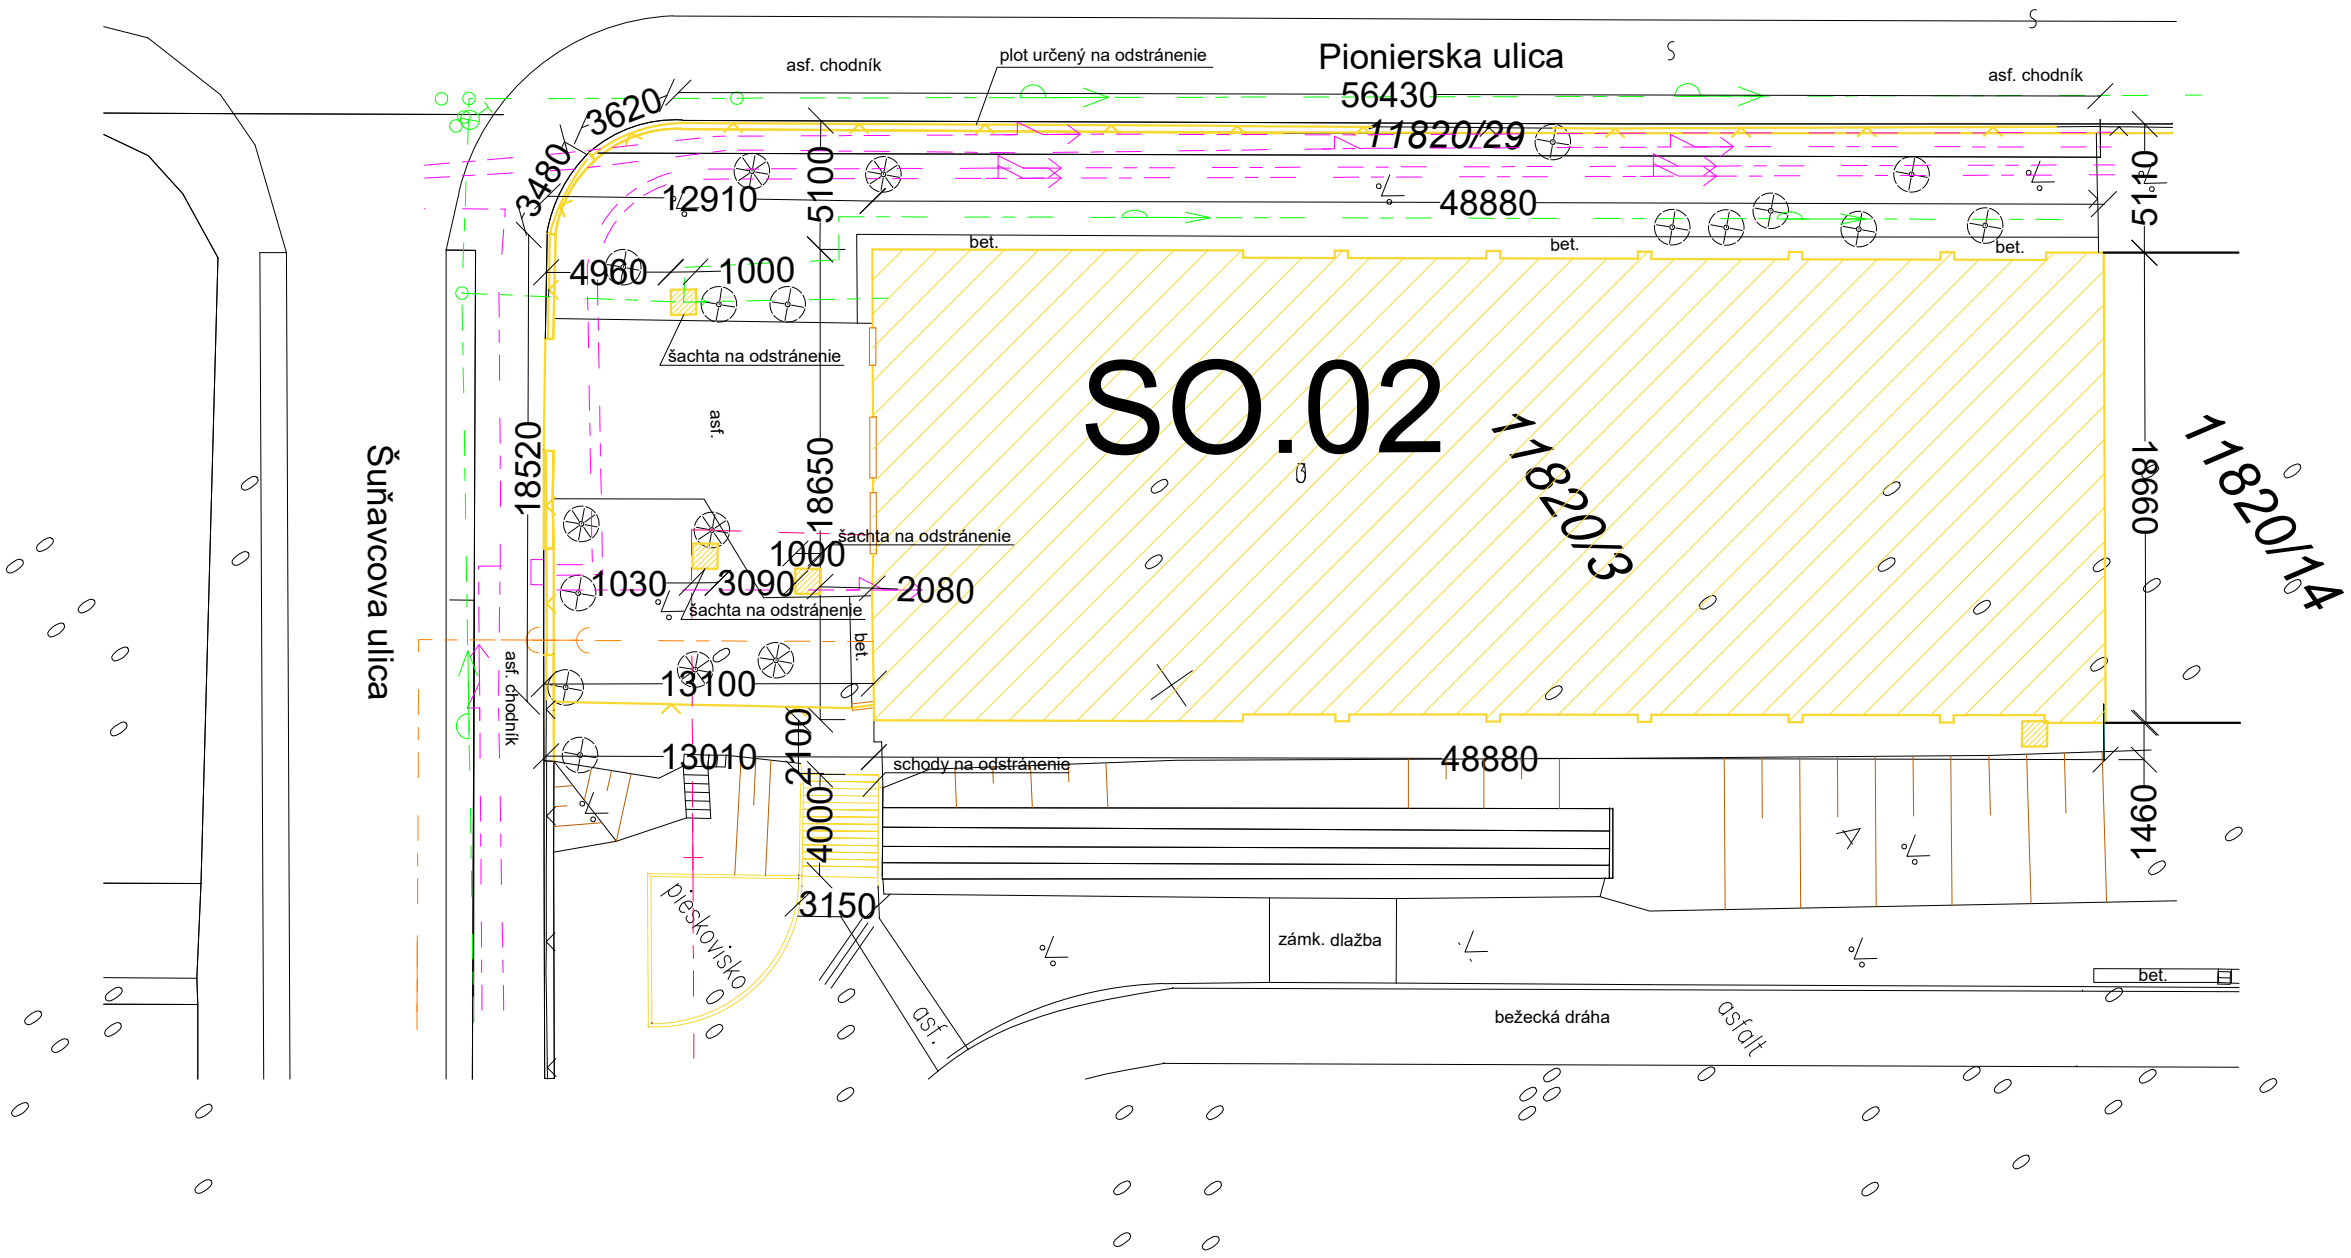 Pionierska ulica
plot určený na odstránenie
asf. chodník
asf. chodník
56430
3620
11820/29
3480
5100
5110
12910
48880
bet.
bet.
bet.
4960
1000
šachta na odstránenie
SO.02
asf.
18520
18650
18660
11820/3
11820/14
Šuňavcova ulica
šachta na odstránenie
1000
1030
3090
2080
šachta na odstránenie
bet.
asf. chodník
13100
2100
13010
48880
schody na odstránenie
40000
1460
pieskovisko
3150
zámk. dlažba
bet.
asf.
bežecká dráha
asfalt